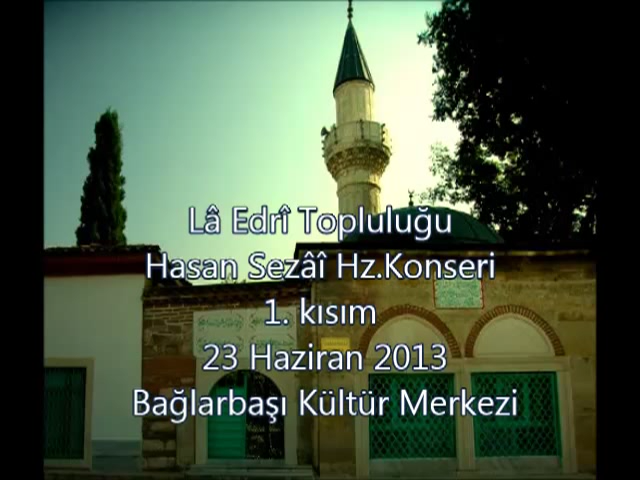 Lâ Edrî Topluluğu
Hasan Sezâî Hz.Konseri
1. kısım
23 Haziran 2013
Bağlarbaşı Kültür Merkezi